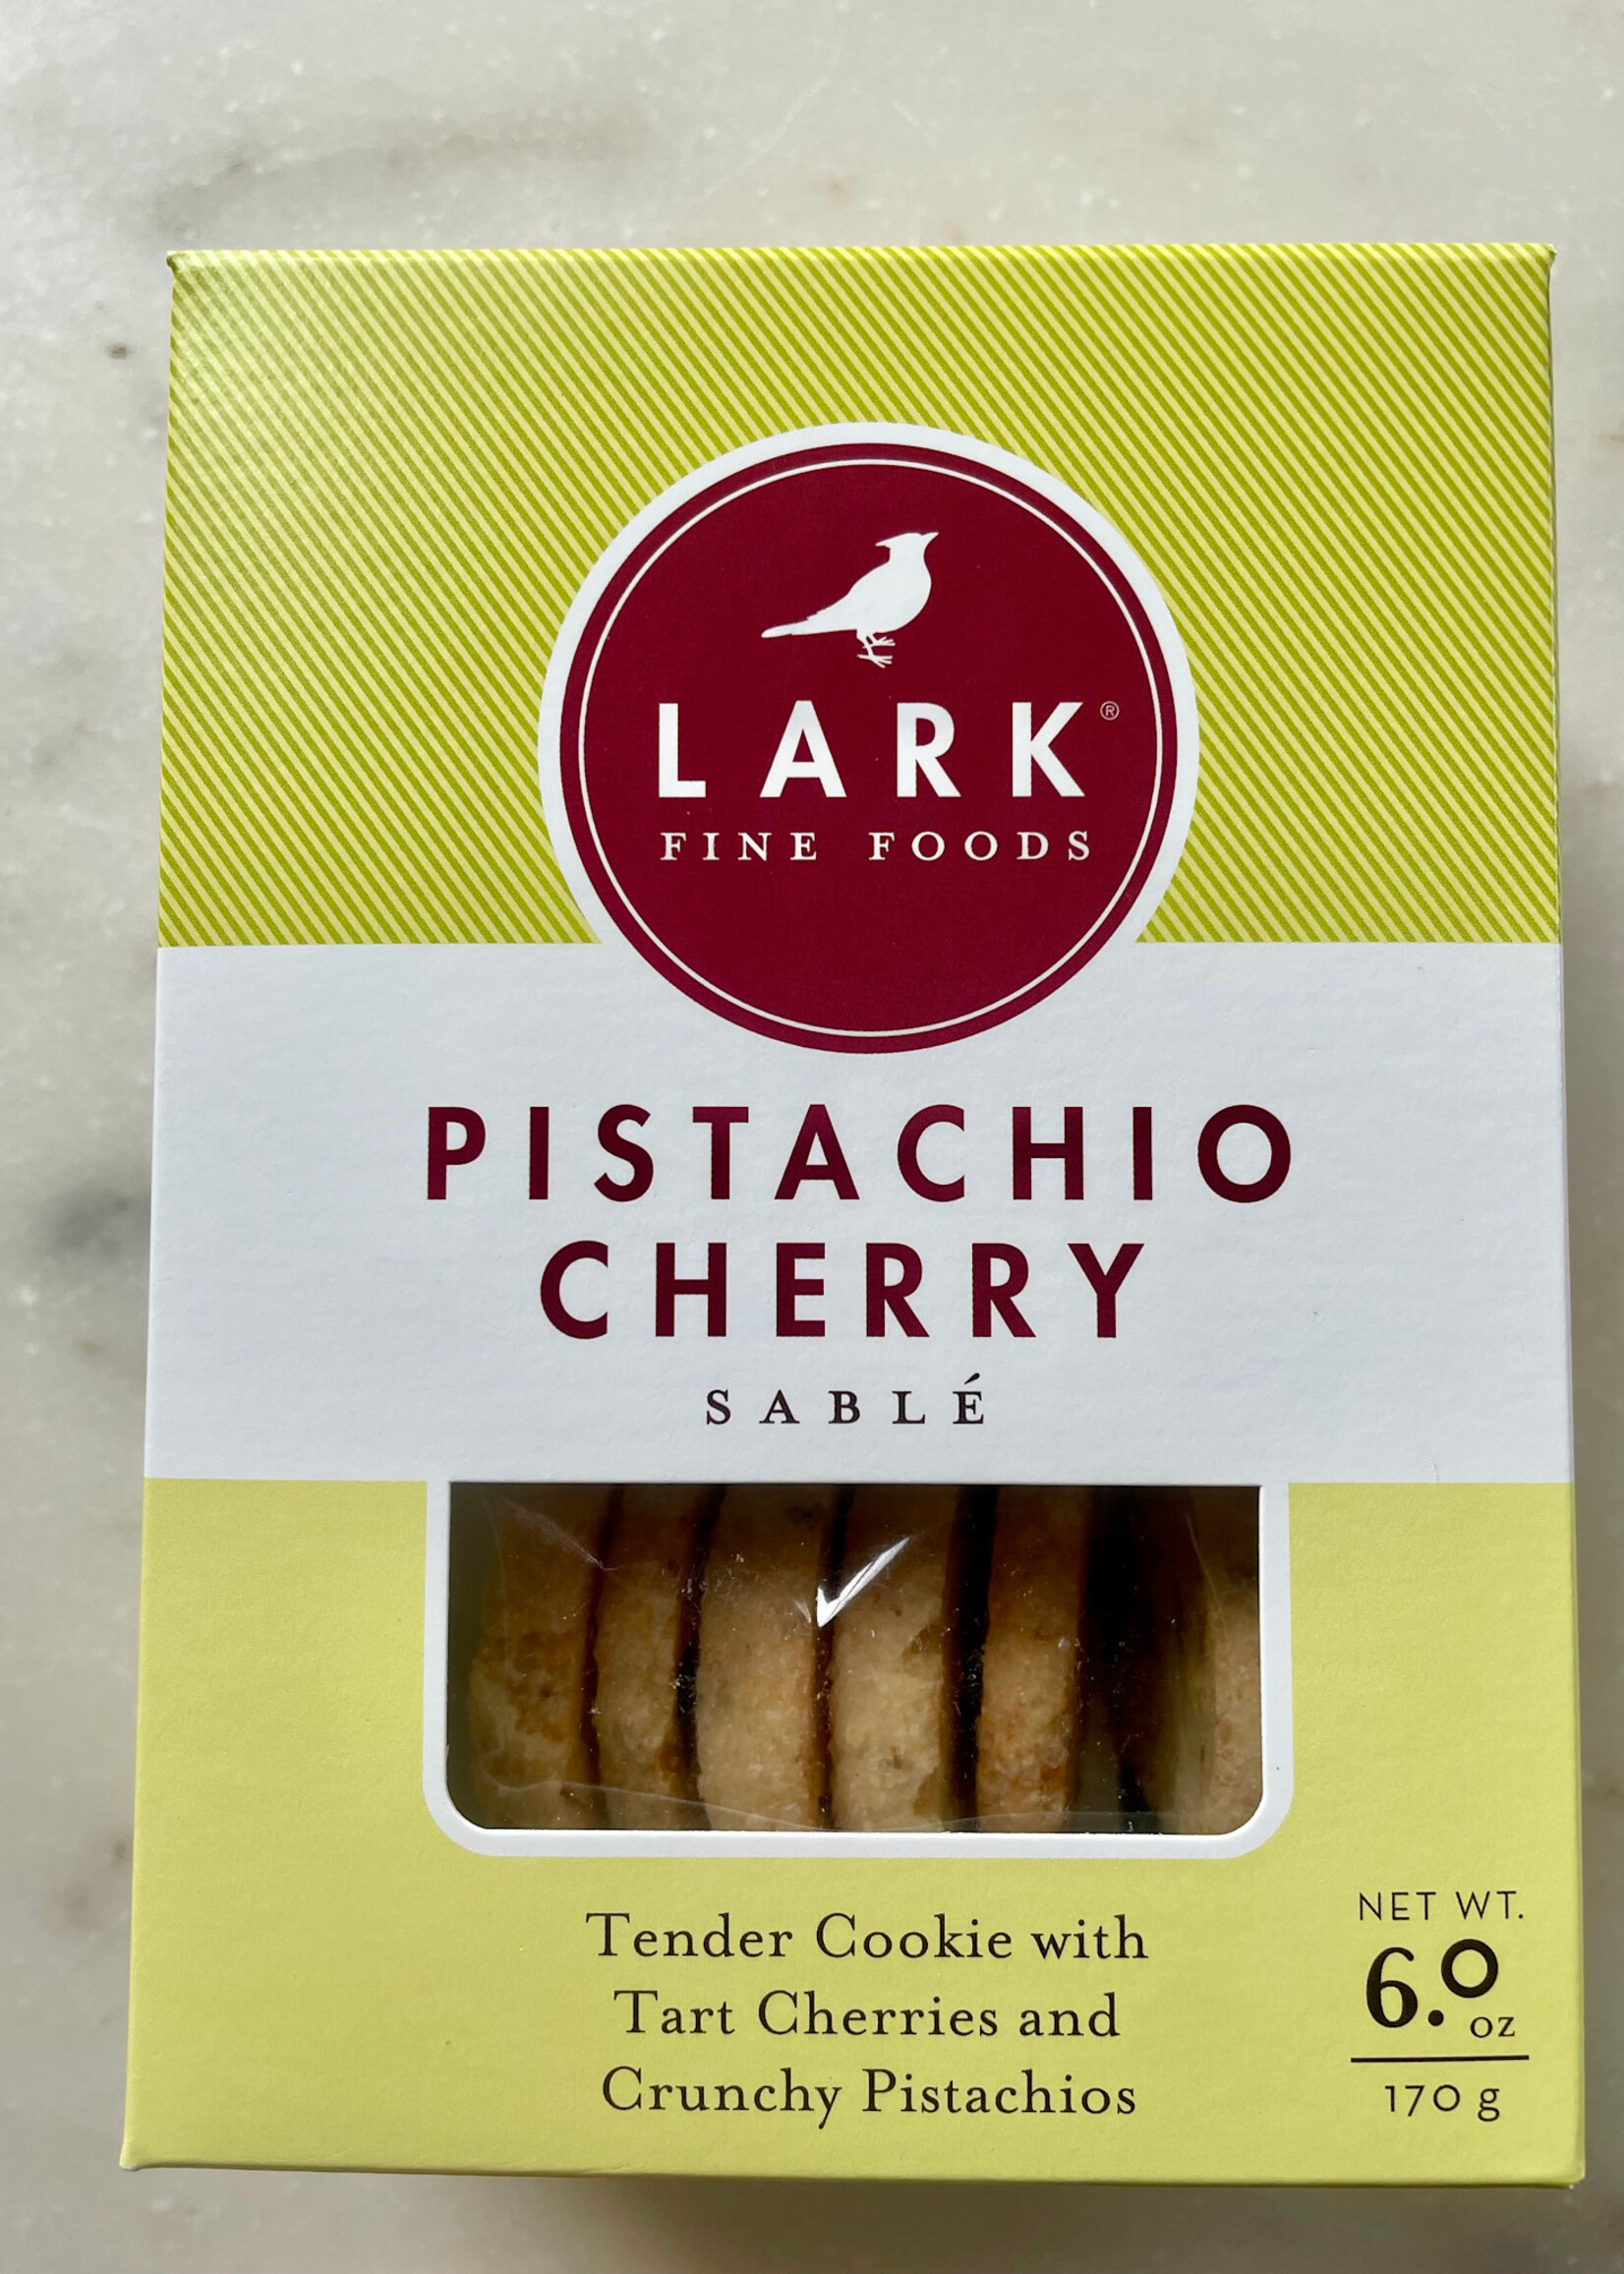 LARK®
FINE FOODS
PISTACHIO
CHERRY
SABLÉ
Tender Cookie with
Tart Cherries and
Crunchy Pistachios
NET WT.
6.0 oz
170 g